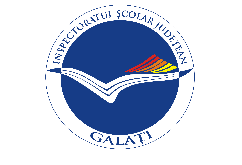 INSPECTORATUL ȘCOLAR JUDEȚEAN
GALAȚI